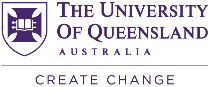 THE UNIVERSITY
OF QUEENSLAND
AUSTRALIA
CREATE CHANGE